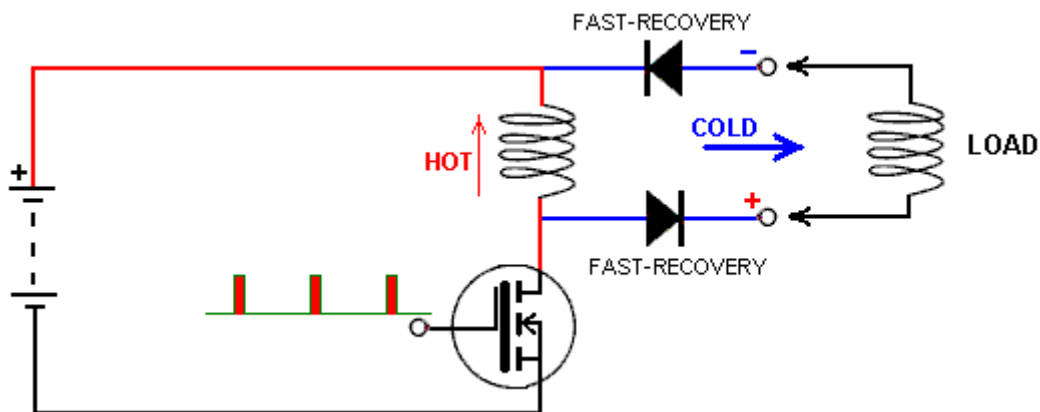 FAST-RECOVERY
−
COLD
HOT
LOAD
+
+
FAST-RECOVERY